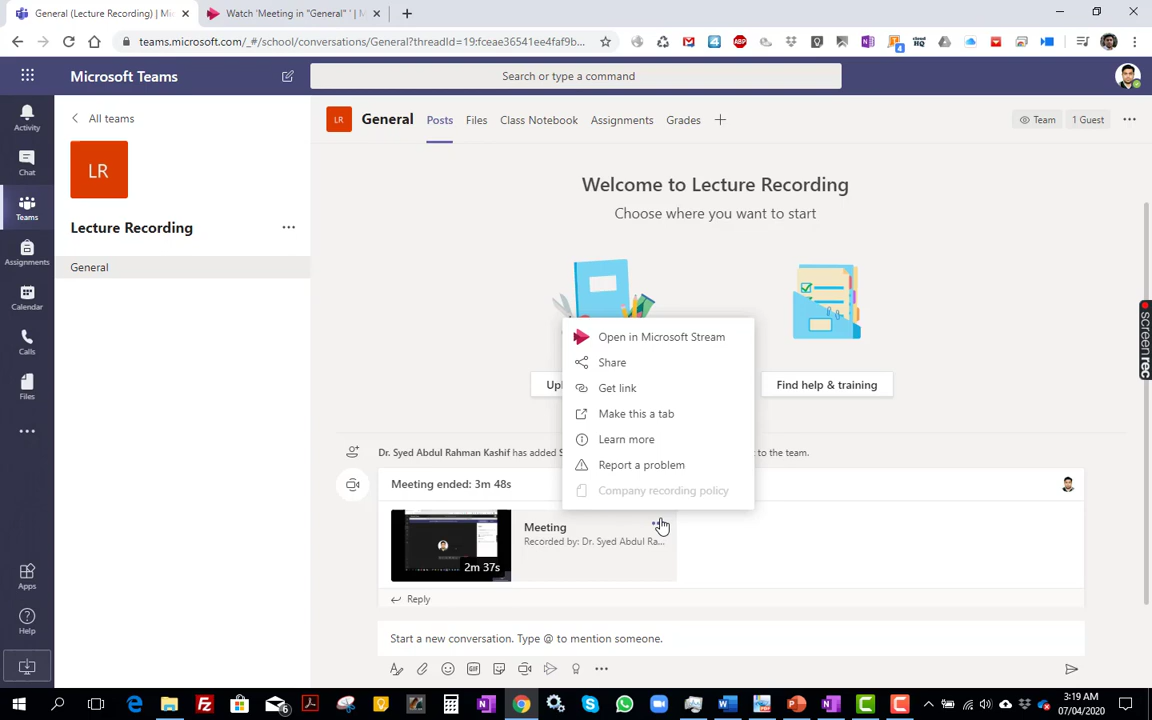 General (Lecture Recording) | Mi
Watch 'Meeting in "General" ' | M
teams.microsoft.com/_#/school/conversations/General?threadId=19:fceae36541ee4faf9b...
Microsoft Teams
Search or type a command
Activity
Chat
Teams
Assignments
Calendar
Calls
Files
Apps
Help
All teams
LR
Lecture Recording
General
LR
General
Posts
Files
Class Notebook
Assignments
Grades
Team
1 Guest
Welcome to Lecture Recording
Choose where you want to start
Upl
Find help & training
Open in Microsoft Stream
Share
Get link
Make this a tab
Learn more
Report a problem
Company recording policy
Dr. Syed Abdul Rahman Kashif has added S
to the team.
Meeting ended: 3m 48s
2m 37s
Meeting
Recorded by: Dr. Syed Abdul Ra...
Reply
Start a new conversation. Type @ to mention someone.
GIF
screenrec
3:19 AM
07/04/2020